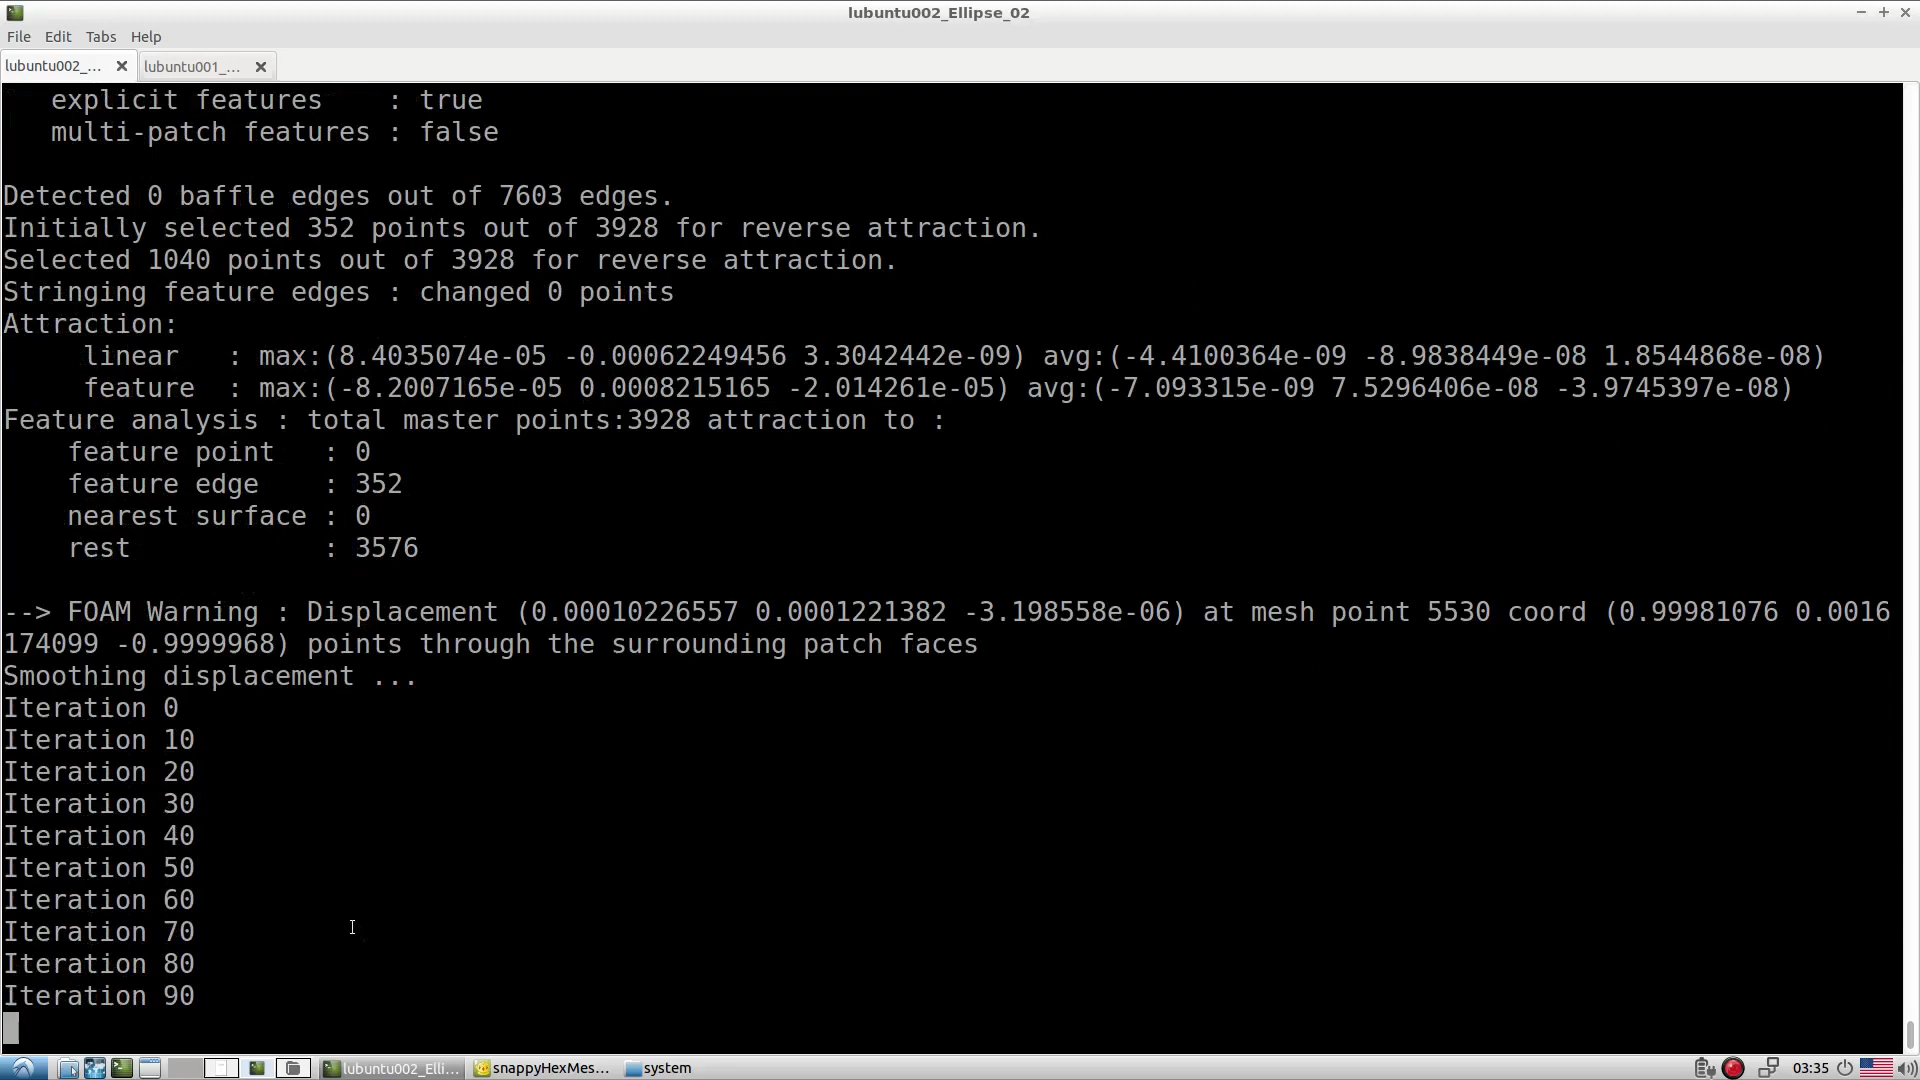 lubuntu002_Ellipse_02
File Edit Tabs Help
lubuntu002_... lubuntu001_...
explicit features : true
multi-patch features : false
Detected 0 baffle edges out of 7603 edges.
Initially selected 352 points out of 3928 for reverse attraction.
Selected 1040 points out of 3928 for reverse attraction.
Stringing feature edges : changed 0 points
Attraction:
linear : max:(8.4035074e-05 -0.00062249456 3.3042442e-09) avg:(-4.4100364e-09 -8.9838449e-08 1.8544868e-08)
feature : max:(-8.2007165e-05 0.0008215165 -2.014261e-05) avg:(-7.093315e-09 7.5296406e-08 -3.9745397e-08)
Feature analysis : total master points:3928 attraction to :
feature point : 0
feature edge : 352
nearest surface : 0
rest : 3576
--> FOAM Warning : Displacement (0.00010226557 0.0001221382 -3.198558e-06) at mesh point 5530 coord (0.99981076 0.0016
174099 -0.9999968) points through the surrounding patch faces
Smoothing displacement ...
Iteration 0
Iteration 10
Iteration 20
Iteration 30
Iteration 40
Iteration 50
Iteration 60
Iteration 70
Iteration 80
Iteration 90
lubuntu002_Elli... snappyHexMes... system 03:35